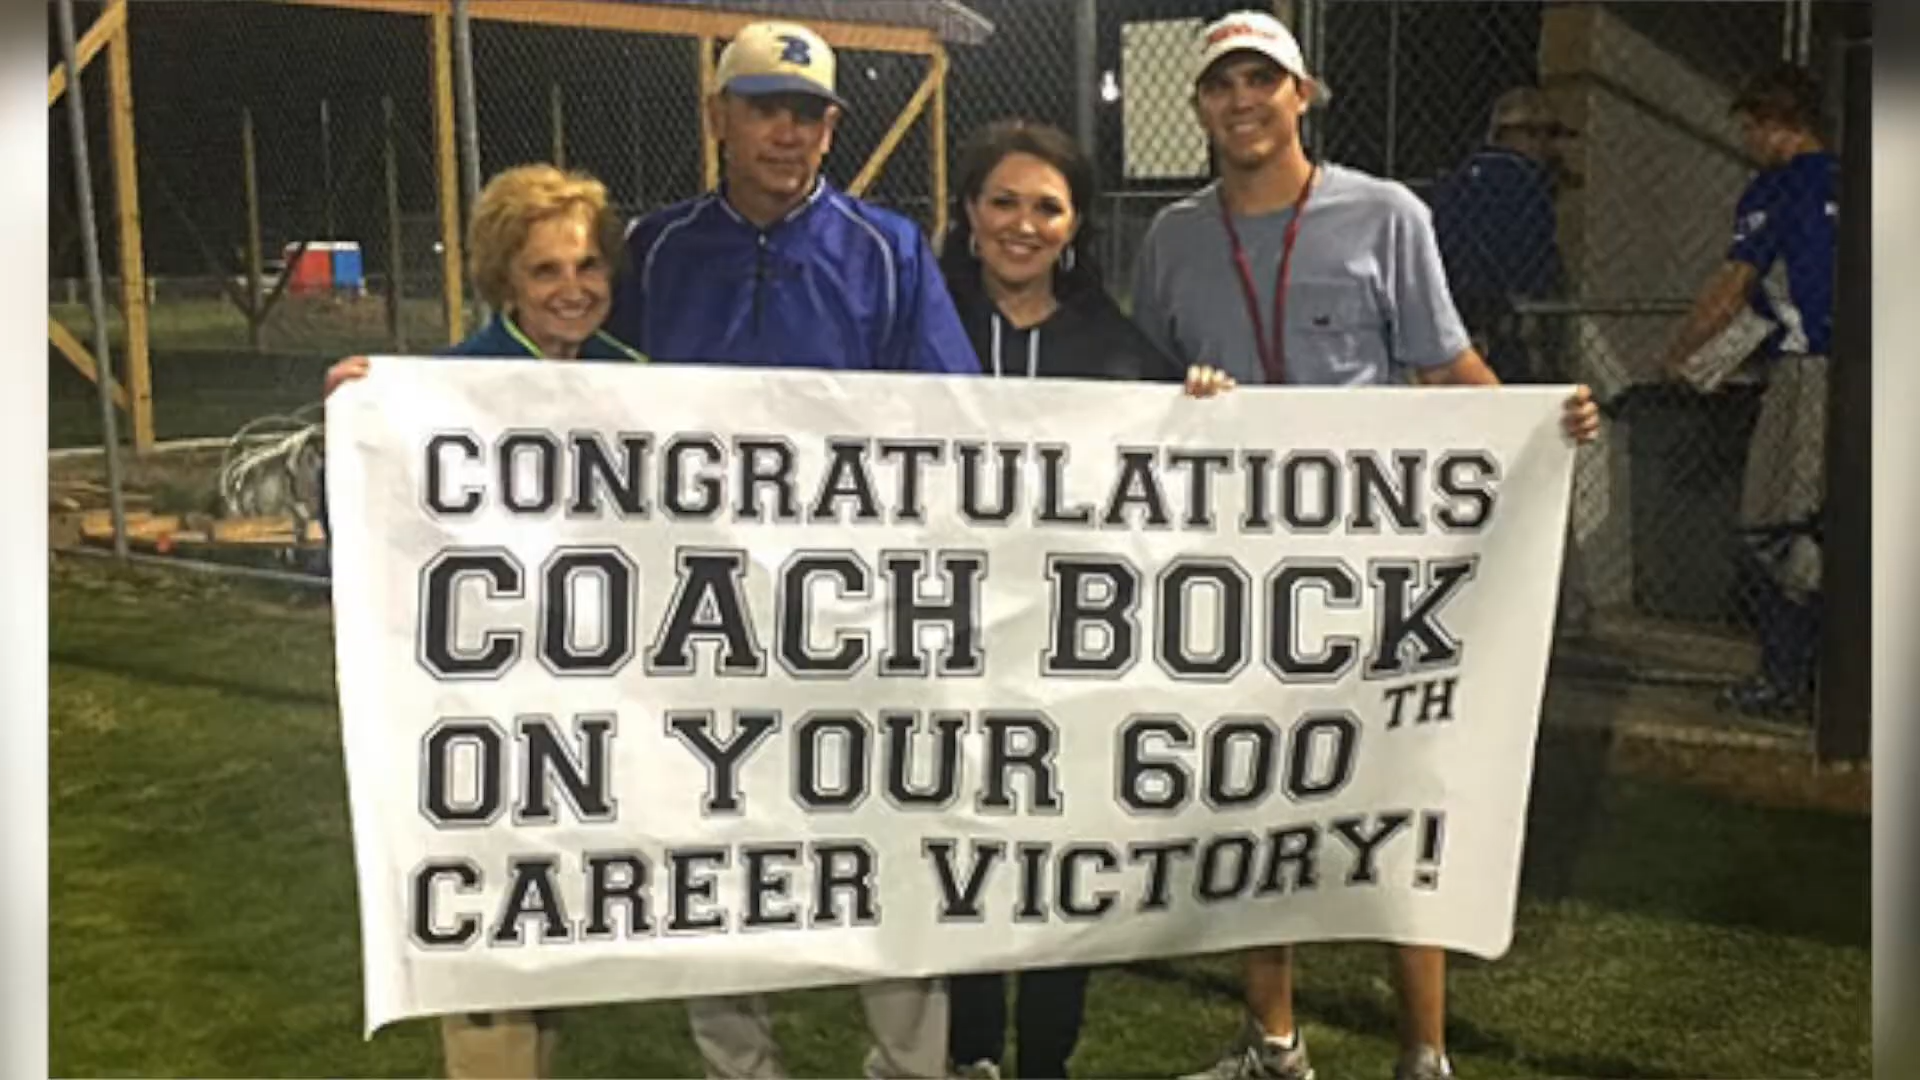 CONGRATULATIONS
COACH BOCK
ON YOUR 600TH
CAREER VICTORY!
B